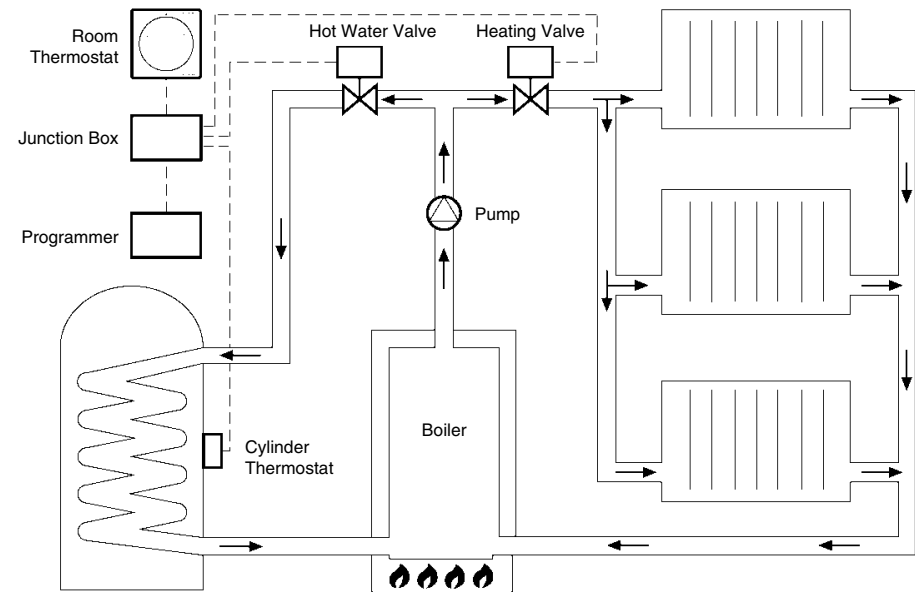 Room
Thermostat
Hot Water Valve
Heating Valve
Junction Box
Programmer
Pump
Boiler
Cylinder
Thermostat